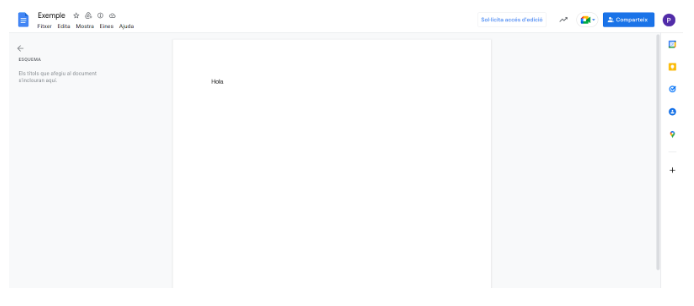 Exemple
Sol·licita accés d'edició
Comparteix
P
Fitxer Edita Mostra Eines Ajuda
ESQUEMA
Els títols que afegiu al document
s'inclouran aquí.
Hola